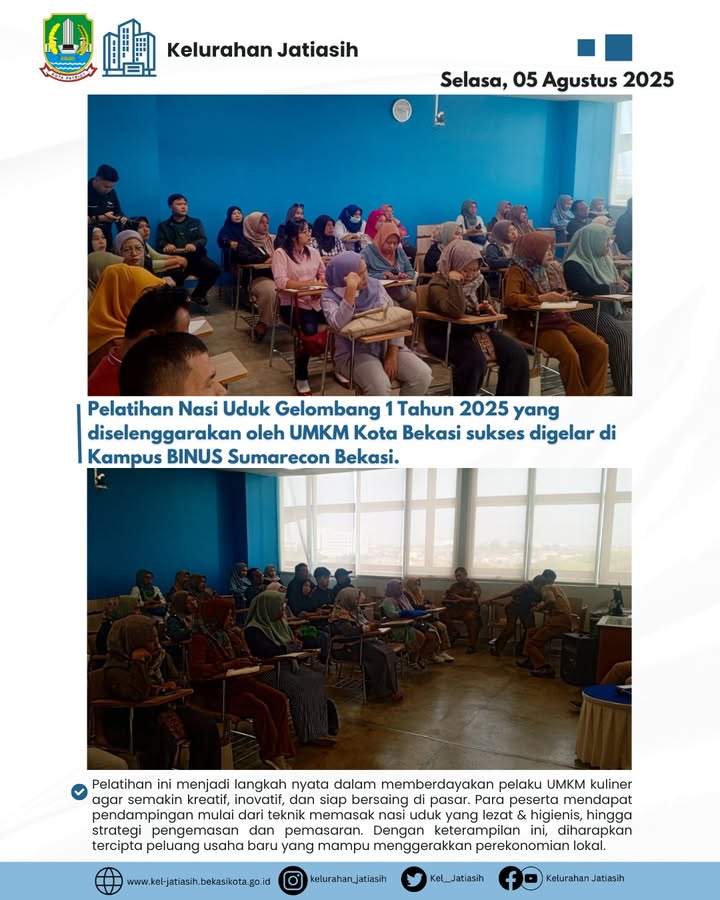 Kelurahan Jatiasih
Selasa, 05 Agustus 2025
Pelatihan Nasi Uduk Gelombang 1 Tahun 2025 yang
diselenggarakan oleh UMKM Kota Bekasi sukses digelar di
Kampus BINUS Sumarecon Bekasi.
Pelatihan ini menjadi langkah nyata dalam memberdayakan pelaku UMKM kuliner
agar semakin kreatif, inovatif, dan siap bersaing di pasar. Para peserta mendapat
pendampingan mulai dari teknik memasak nasi uduk yang lezat & higienis, hingga
strategi pengemasan dan pemasaran. Dengan keterampilan ini, diharapkan
tercipta peluang usaha baru yang mampu menggerakkan perekonomian lokal.
www.kel-jatiasih.bekasikota.go.id
kelurahan_jatiasih
Kel__Jatiasih
Kelurahan Jatiasih